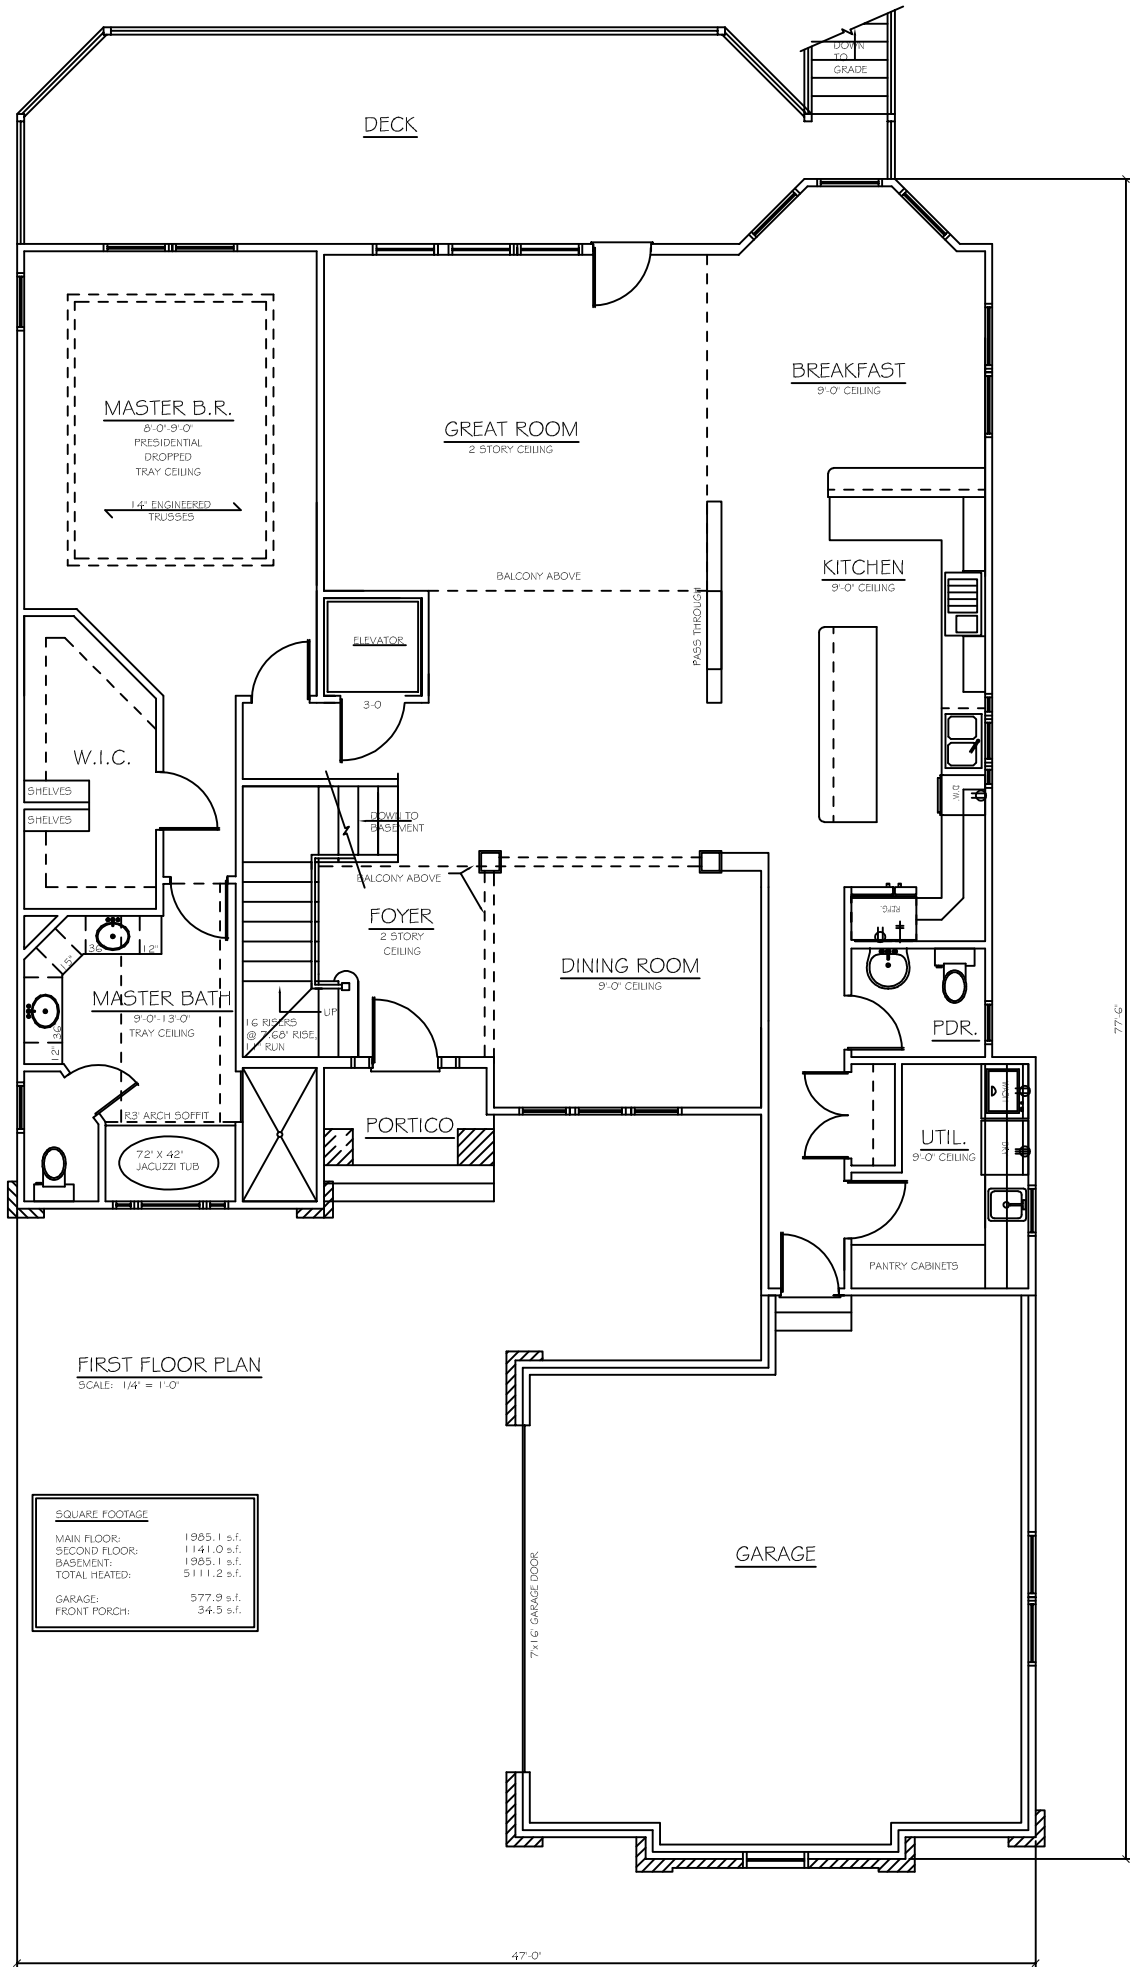 DOWN
TO
GRADE
DECK
BREAKFAST
9'-0" CEILING
MASTER B.R.
8'-0"-9'-0"
PRESIDENTIAL
DROPPED
TRAY CEILING
14" ENGINEERED
TRUSSES
GREAT ROOM
2 STORY CEILING
KITCHEN
9'-0" CEILING
BALCONY ABOVE
PASS THROUGH
ELEVATOR
3-0
W.I.C.
SHELVES
SHELVES
D.W.
DOWN TO
BASEMENT
BALCONY ABOVE
FOYER
2 STORY
CEILING
REFG.
36"
12"
15"
DINING ROOM
9'-0" CEILING
MASTER BATH
9'-0"-13'-0"
TRAY CEILING
36"
12"
UP
16 RISERS
@ 7.68" RISE,
11" RUN
PDR.
77'-6"
R3' ARCH SOFFIT
PORTICO
72" X 42"
JACUZZI TUB
UTIL.
9'-0" CEILING
PANTRY CABINETS
FIRST FLOOR PLAN
SCALE: 1/4" = 1'-0"
SQUARE FOOTAGE
MAIN FLOOR: 1985.1 s.f.
SECOND FLOOR: 1141.0 s.f.
BASEMENT: 1985.1 s.f.
TOTAL HEATED: 5111.2 s.f.
GARAGE: 577.9 s.f.
FRONT PORCH: 34.5 s.f.
GARAGE
7'x16' GARAGE DOOR
47'-0"